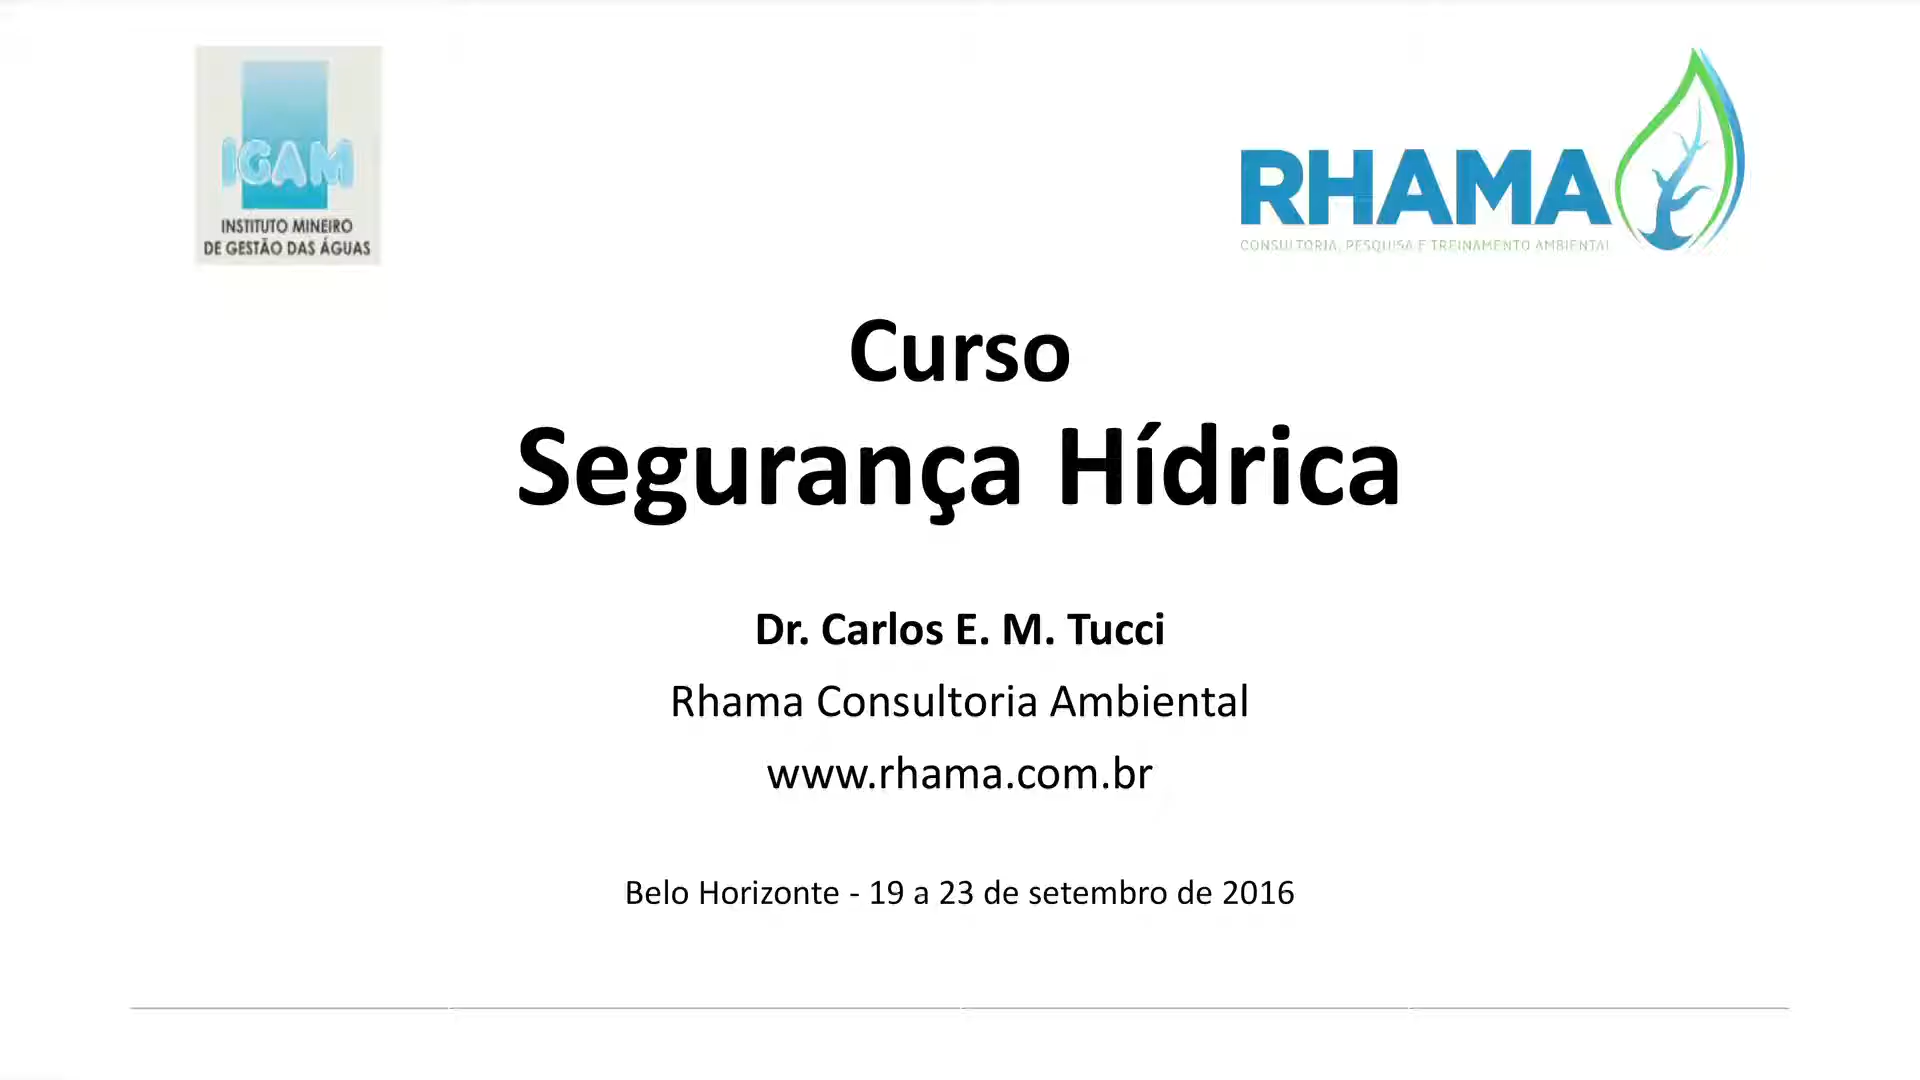 IGAM
INSTITUTO MINEIRO
DE GESTÃO DAS ÁGUAS
RHAMA
CONSULTORIA, PESQUISA E TREINAMENTO AMBIENTAL
Curso
Segurança Hídrica
Dr. Carlos E. M. Tucci
Rhama Consultoria Ambiental
www.rhama.com.br
Belo Horizonte - 19 a 23 de setembro de 2016